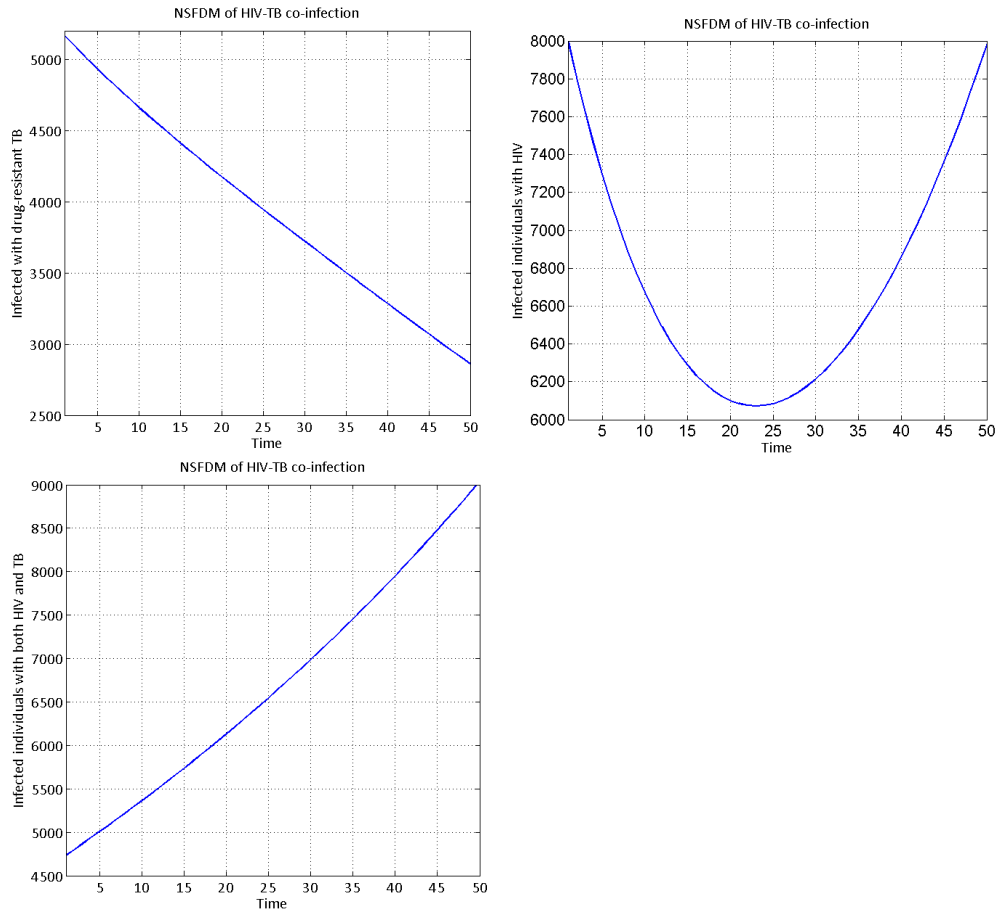 NSFDM of HIV-TB co-infection
Infected with drug-resistant TB
5000
4500
4000
3500
3000
2500
5 10 15 20 25 30 35 40 45 50
Time
NSFDM of HIV-TB co-infection
Infected individuals with HIV
8000
7800
7600
7400
7200
7000
6800
6600
6400
6200
6000
5 10 15 20 25 30 35 40 45 50
Time
NSFDM of HIV-TB co-infection
Infected individuals with both HIV and TB
9000
8500
8000
7500
7000
6500
6000
5500
5000
4500
5 10 15 20 25 30 35 40 45 50
Time